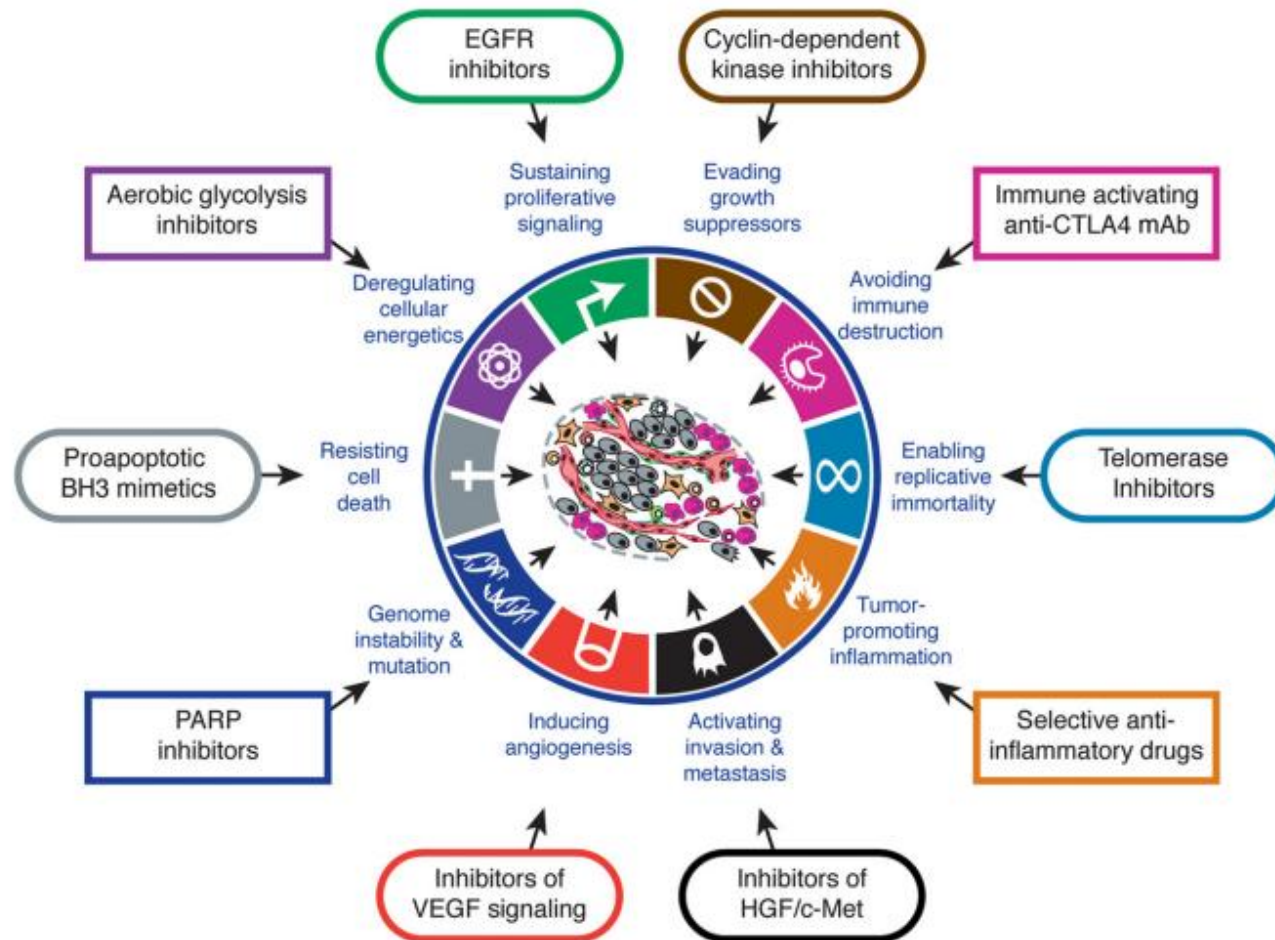 EGFR
inhibitors
Cyclin-dependent
kinase inhibitors
Sustaining
proliferative
signaling
Evading
growth
suppressors
Aerobic glycolysis
inhibitors
Immune activating
anti-CTLA4 mAb
Deregulating
cellular
energetics
Avoiding
immune
destruction
Proapoptotic
BH3 mimetics
Resisting
cell
death
Enabling
replicative
immortality
Telomerase
Inhibitors
Genome
instability &
mutation
Tumor-
promoting
inflammation
PARP
inhibitors
Inducing
angiogenesis
Activating
invasion &
metastasis
Selective anti-
inflammatory drugs
Inhibitors of
VEGF signaling
Inhibitors of
HGF/c-Met